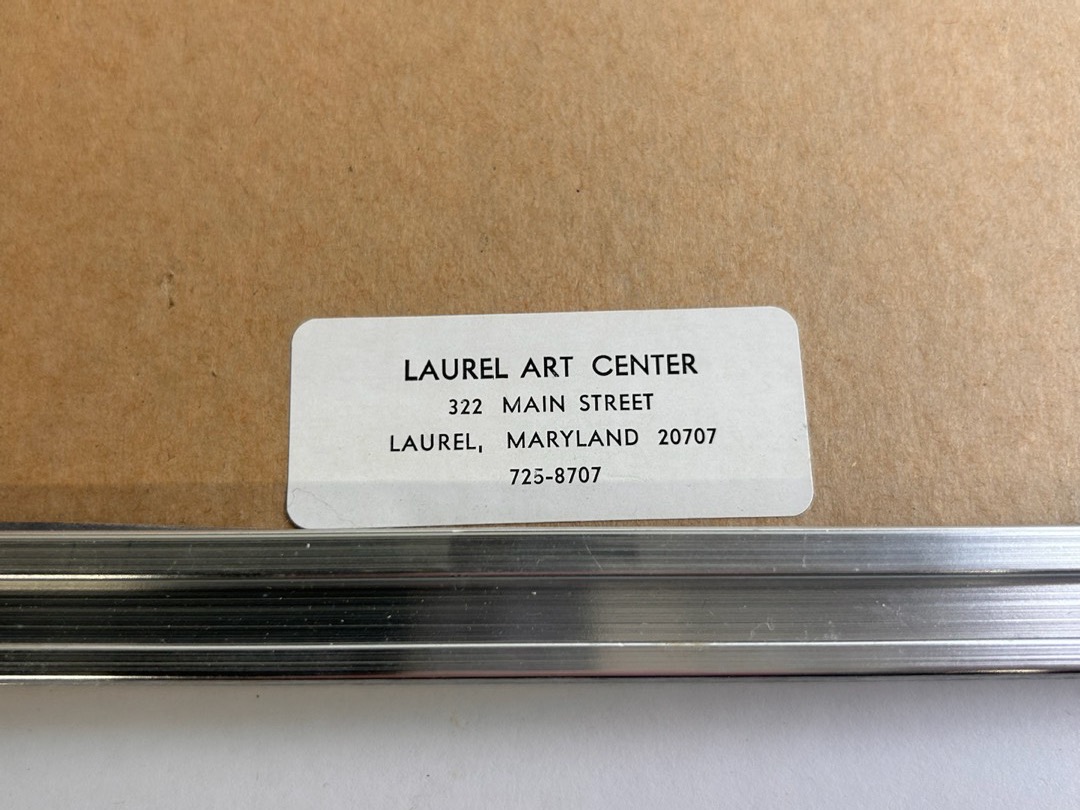 LAUREL ART CENTER
322 MAIN STREET
LAUREL, MARYLAND 20707
725-8707